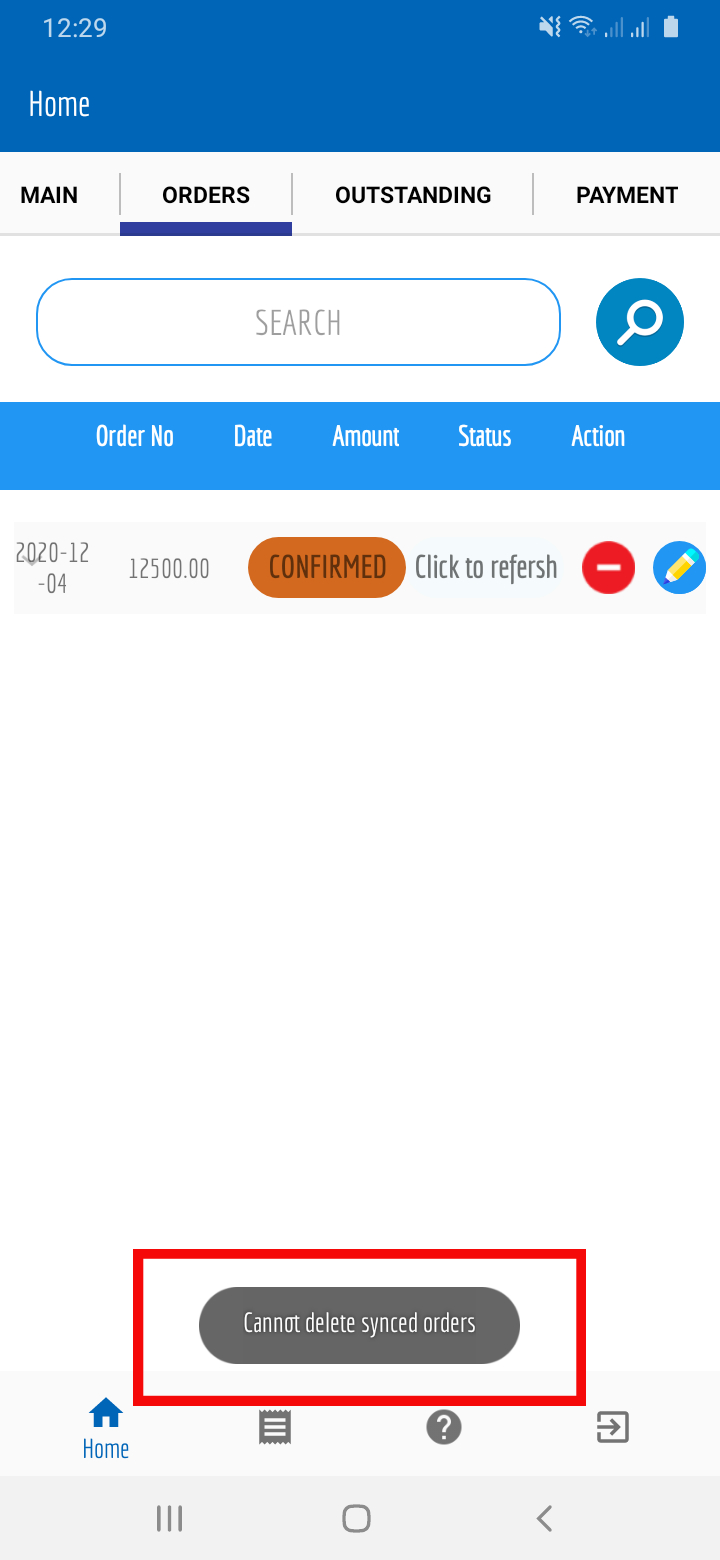 12:29
Home
MAIN
ORDERS
OUTSTANDING
PAYMENT
SEARCH
Order No
Date
Amount
Status
Action
2020-12
-04
12500.00
CONFIRMED
Click to refersh
Cannot delete synced orders
Home